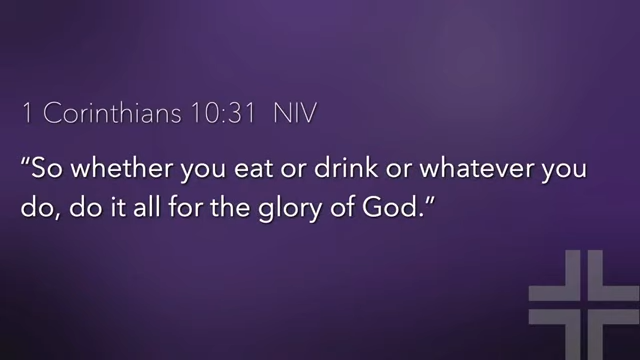 1 Corinthians 10:31 NIV
“So whether you eat or drink or whatever you
do, do it all for the glory of God.”